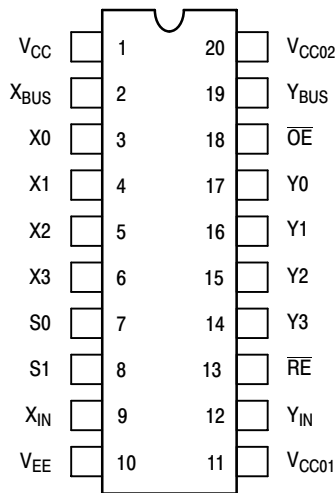 VCC 1 20 VCC02
XBUS 2 19 YBUS
X0 3 18 OE
X1 4 17 Y0
X2 5 16 Y1
X3 6 15 Y2
S0 7 14 Y3
S1 8 13 RE
XIN 9 12 YIN
VEE 10 11 VCC01